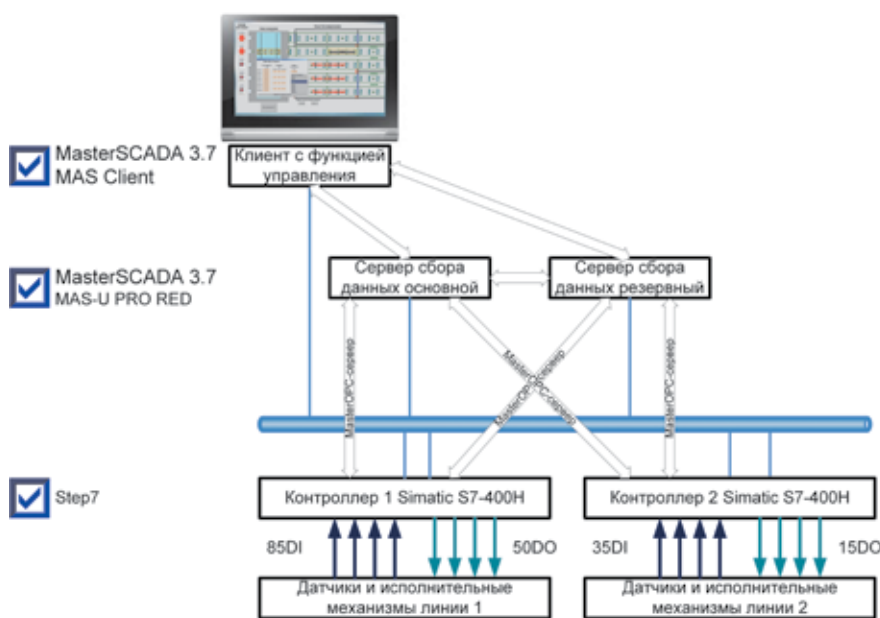 MasterSCADA 3.7
MAS Client
Клиент с функцией
управления
MasterSCADA 3.7
MAS-U PRO RED
Сервер сбора
данных основной
Сервер сбора
данных резервный
MasterOPC-сервер
MasterOPC-сервер
MasterOPC-сервер
MasterOPC-сервер
Step7
Контроллер 1 Simatic S7-400H
Контроллер 2 Simatic S7-400H
85DI
50DO
35DI
15DO
Датчики и исполнительные
механизмы линии 1
Датчики и исполнительные
механизмы линии 2